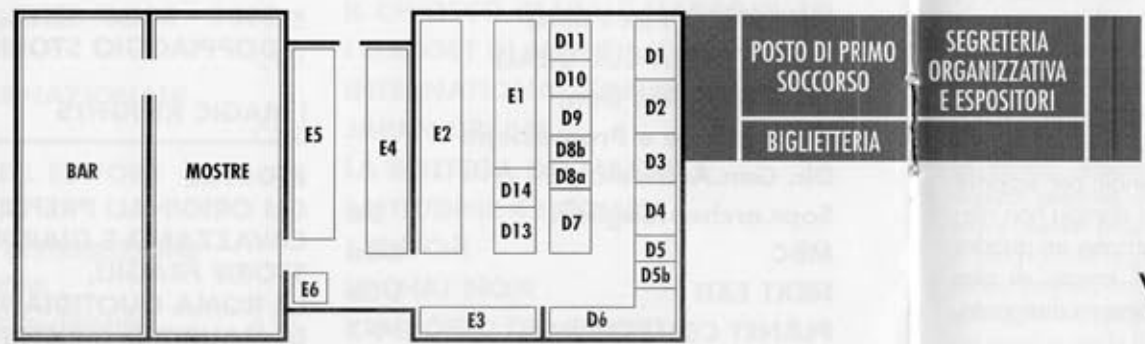 BAR
MOSTRE
E5
E6
E4
E2
E1
D14
D13
D11
D10
D9
D8b
D8a
D7
D1
D2
D3
D4
D5
D5b
E3
D6
POSTO DI PRIMO
SOCCORSO
BIGLIETTERIA
SEGRETERIA
ORGANIZZATIVA
E ESPOSITORI